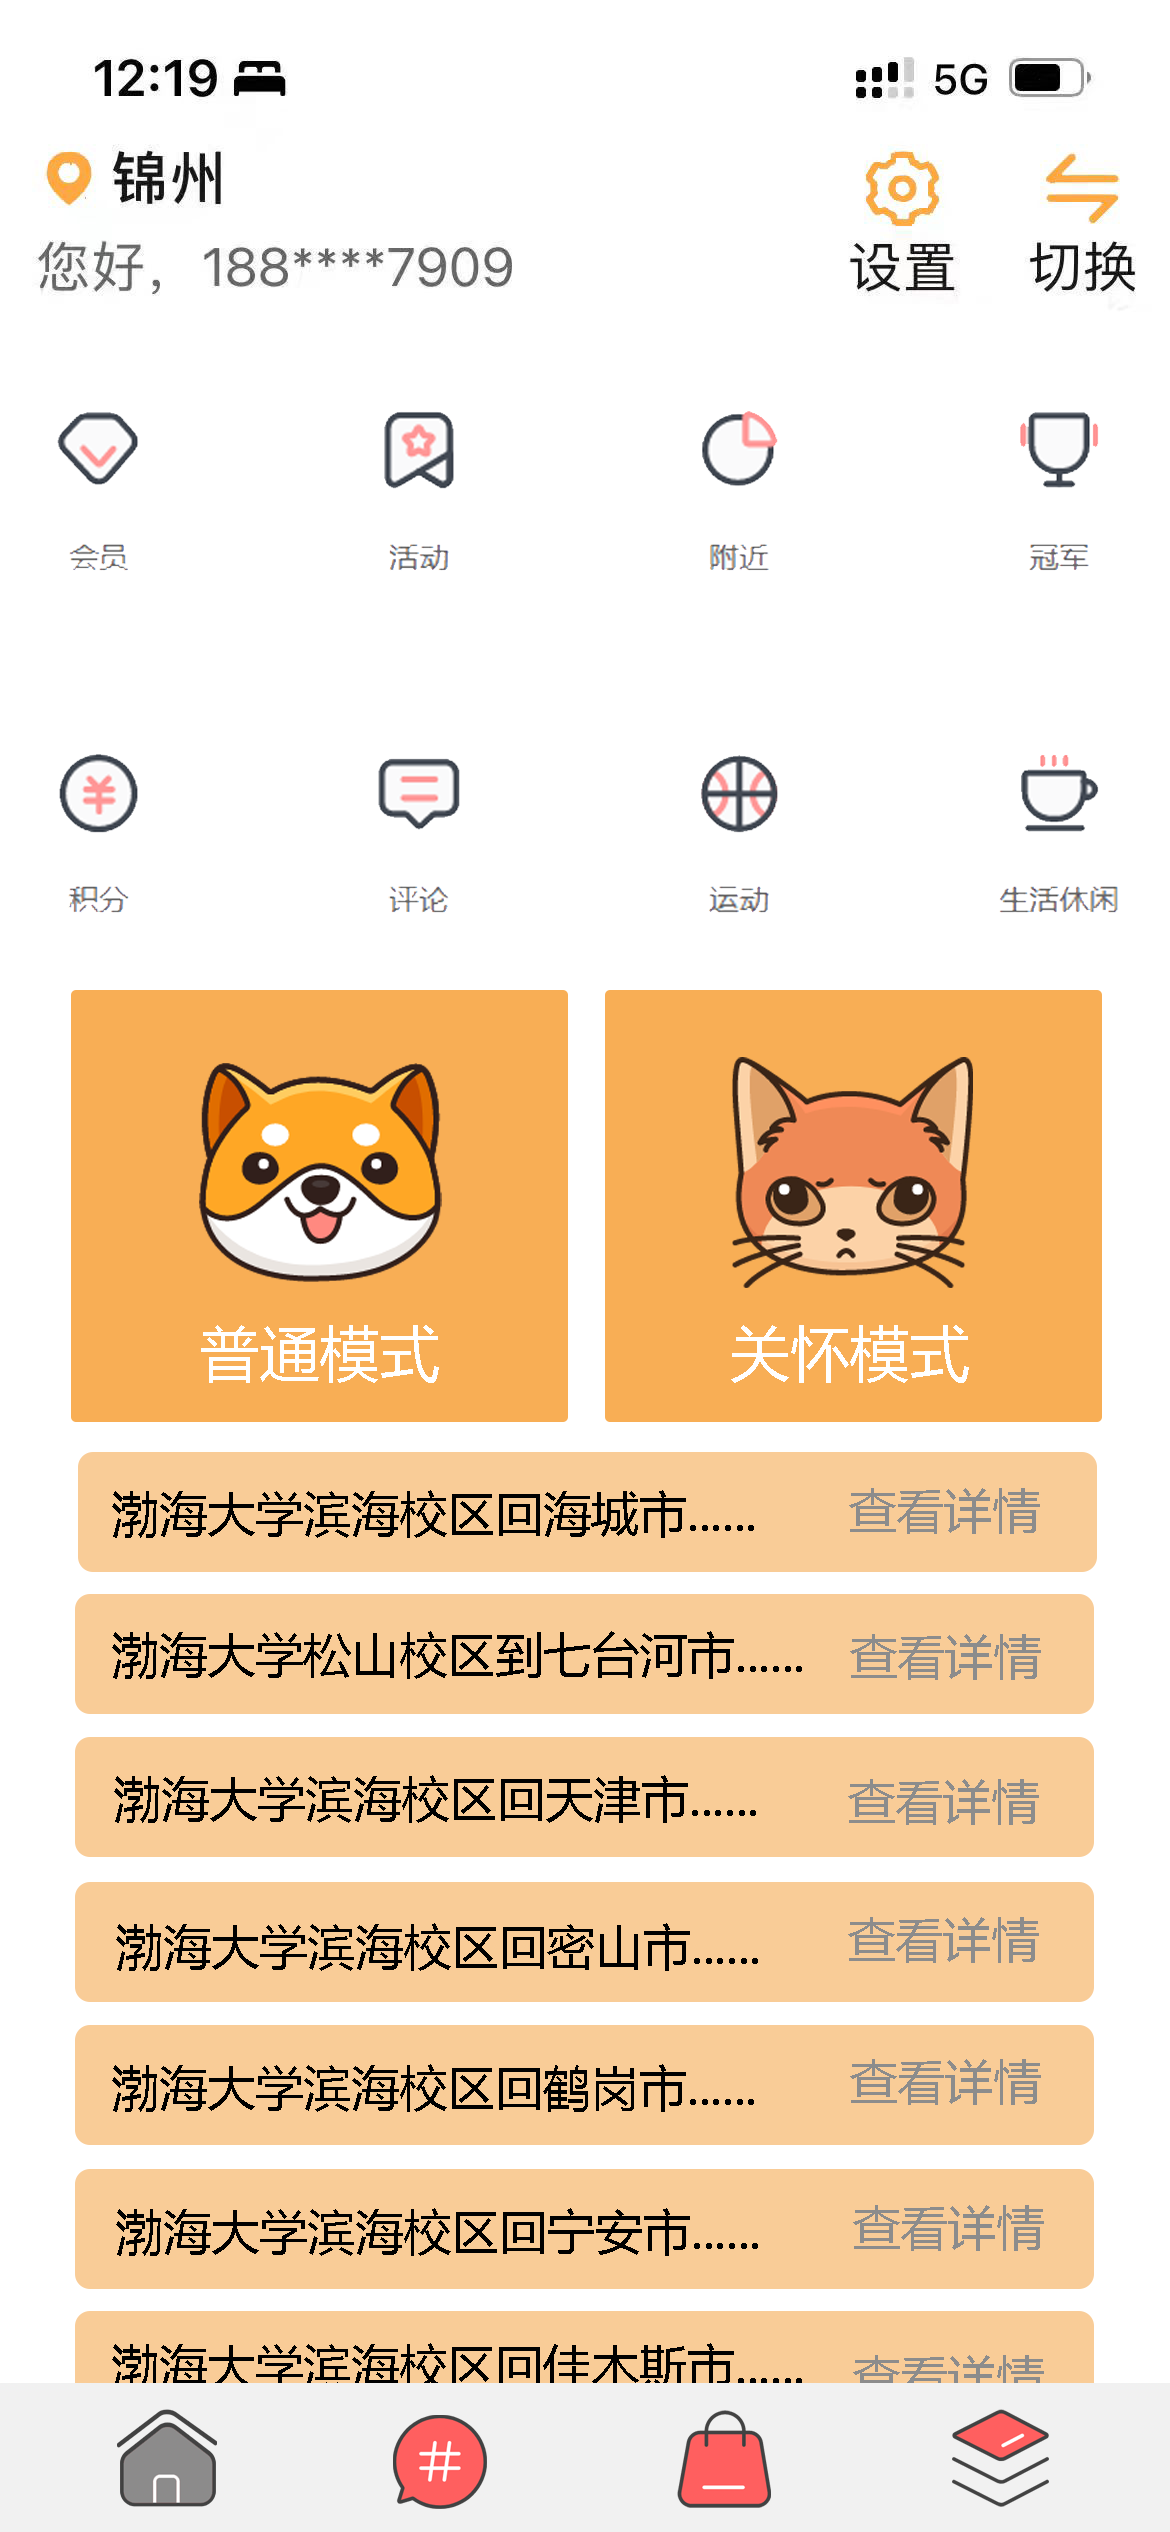 12:19 5G
锦州
您好，188****7909 设置 切换
会员 活动 附近 冠军
积分 评论 运动 生活休闲
普通模式 关怀模式
渤海大学滨海校区回海城市...... 查看详情
渤海大学松山校区到七台河市...... 查看详情
渤海大学滨海校区回天津市...... 查看详情
渤海大学滨海校区回密山市...... 查看详情
渤海大学滨海校区回鹤岗市...... 查看详情
渤海大学滨海校区回宁安市...... 查看详情
渤海大学滨海校区回佳木斯市...... 查看详情